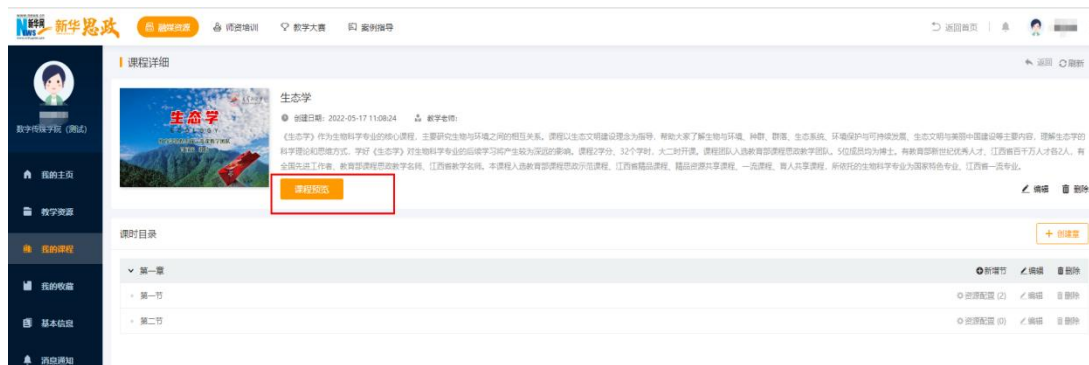 新华网 NEWS 新华思政 融媒资源 师资培训 教学大赛 案例指导 返回首页
课程详细 返回 刷新
数字传媒学院（测试）
我的主页
教学资源
我的课程
我的收藏
基本信息
消息通知
生态学
生态学
创建日期：2022-05-17 11:08:24 教学老师：
《生态学》作为生物科学专业的核心课程，主要研究生物与环境之间的相互关系。课程以生态文明建设理念为指导，帮助大家了解生物与环境、种群、群落、生态系统、环境保护与可持续发展、生态文明与美丽中国建设等主要内容，理解生态学的
科学理论和思维方式。学好《生态学》对生物科学专业的后续学习将产生较为深远的影响。课程2学分，32个学时，大二时开课。课程团队入选教育部课程思政教学团队。5位成员均为博士。有教育部新世纪优秀人才、江西省百千万人才各2人，有
全国先进工作者、教育部课程思政教学名师、江西省教学名师。本课程入选教育部课程思政示范课程、江西省精品课程、精品资源共享课程、一流课程、育人共享课程，所依托的生物科学专业为国家特色专业、江西省一流专业。
课程预览
编辑 删除
课时目录 + 创建章
第一章 新增节 编辑 删除
第一节 资源配置 (2) 编辑 删除
第二节 资源配置 (0) 编辑 删除